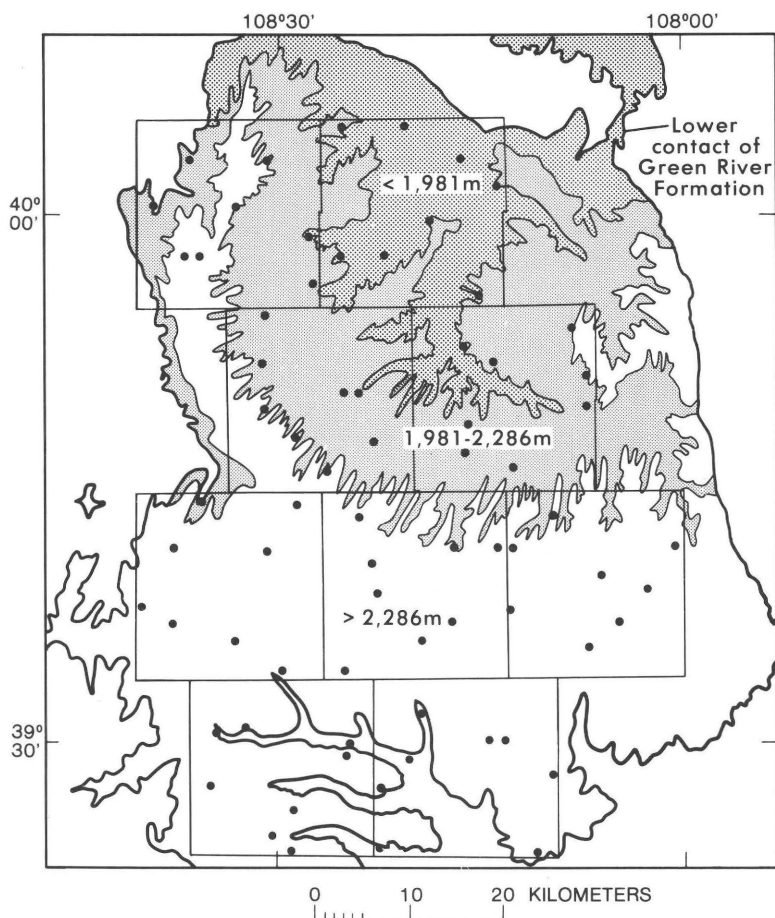 108°30' 108°00'
Lower
contact of
Green River
Formation
< 1,981m
40°
00'
1,981-2,286m
> 2,286m
39°
30'
0 10 20 KILOMETERS